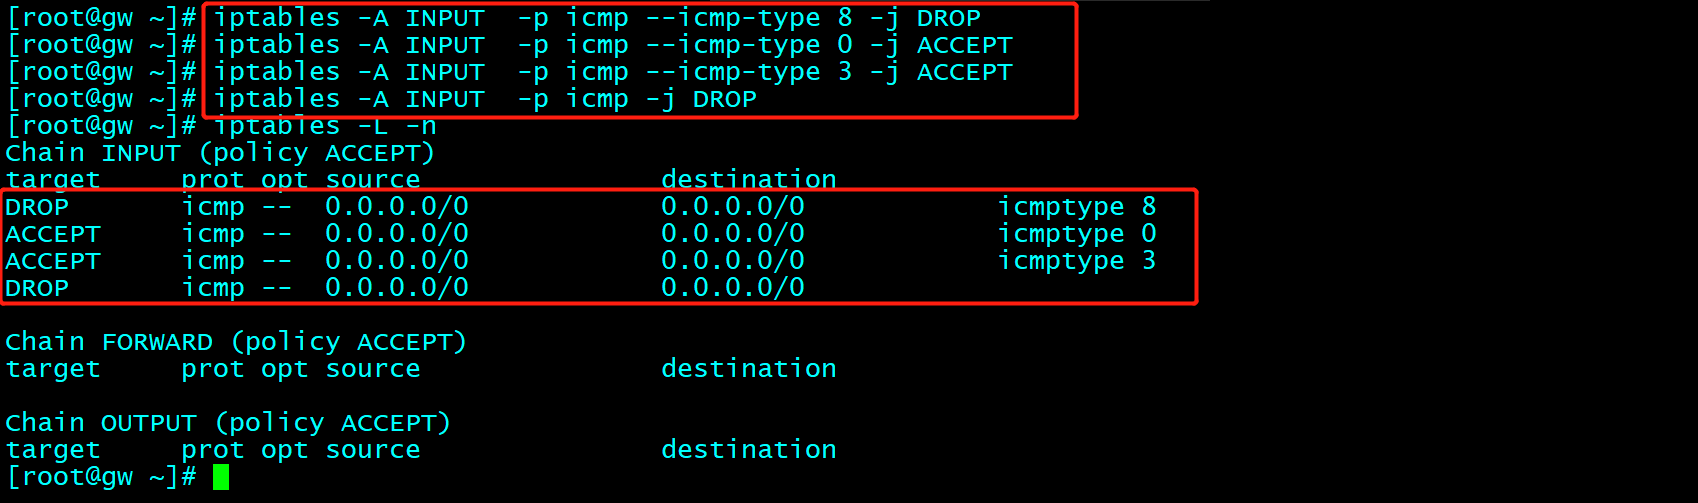 [root@gw ~]# iptables -A INPUT  -p icmp --icmp-type 8 -j DROP
[root@gw ~]# iptables -A INPUT  -p icmp --icmp-type 0 -j ACCEPT
[root@gw ~]# iptables -A INPUT  -p icmp --icmp-type 3 -j ACCEPT
[root@gw ~]# iptables -A INPUT  -p icmp -j DROP
[root@gw ~]# iptables -L -n
Chain INPUT (policy ACCEPT)
target     prot opt source               destination
DROP       icmp --  0.0.0.0/0            0.0.0.0/0            icmptype 8
ACCEPT     icmp --  0.0.0.0/0            0.0.0.0/0            icmptype 0
ACCEPT     icmp --  0.0.0.0/0            0.0.0.0/0            icmptype 3
DROP       icmp --  0.0.0.0/0            0.0.0.0/0
Chain FORWARD (policy ACCEPT)
target     prot opt source               destination
Chain OUTPUT (policy ACCEPT)
target     prot opt source               destination
[root@gw ~]#